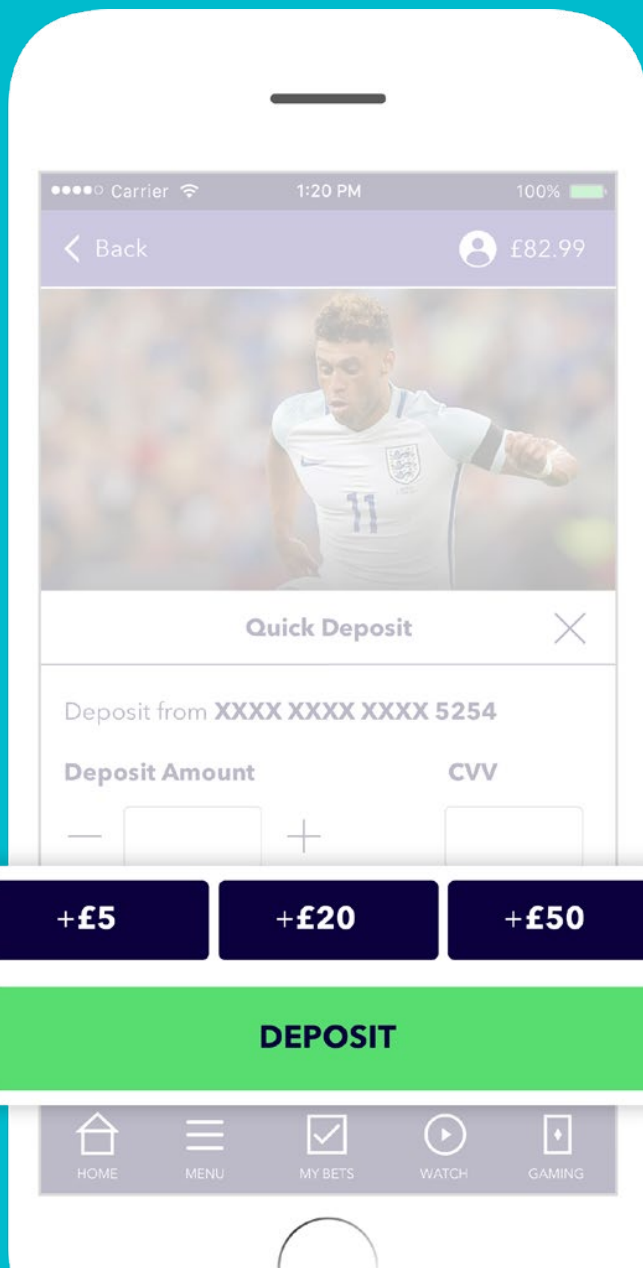 Carrier 1:20 PM 100%
Back £82.99
11
Quick Deposit
Deposit from XXXX XXXX XXXX 5254
Deposit Amount CVV
+£5 +£20 +£50
DEPOSIT
HOME MENU MY BETS WATCH GAMING